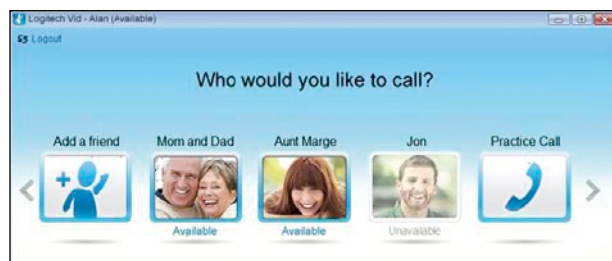 Logitech Vid - Alan (Available)
Logout
Who would you like to call?
Add a friend Mom and Dad Aunt Marge Jon Practice Call
Available Available Unavailable